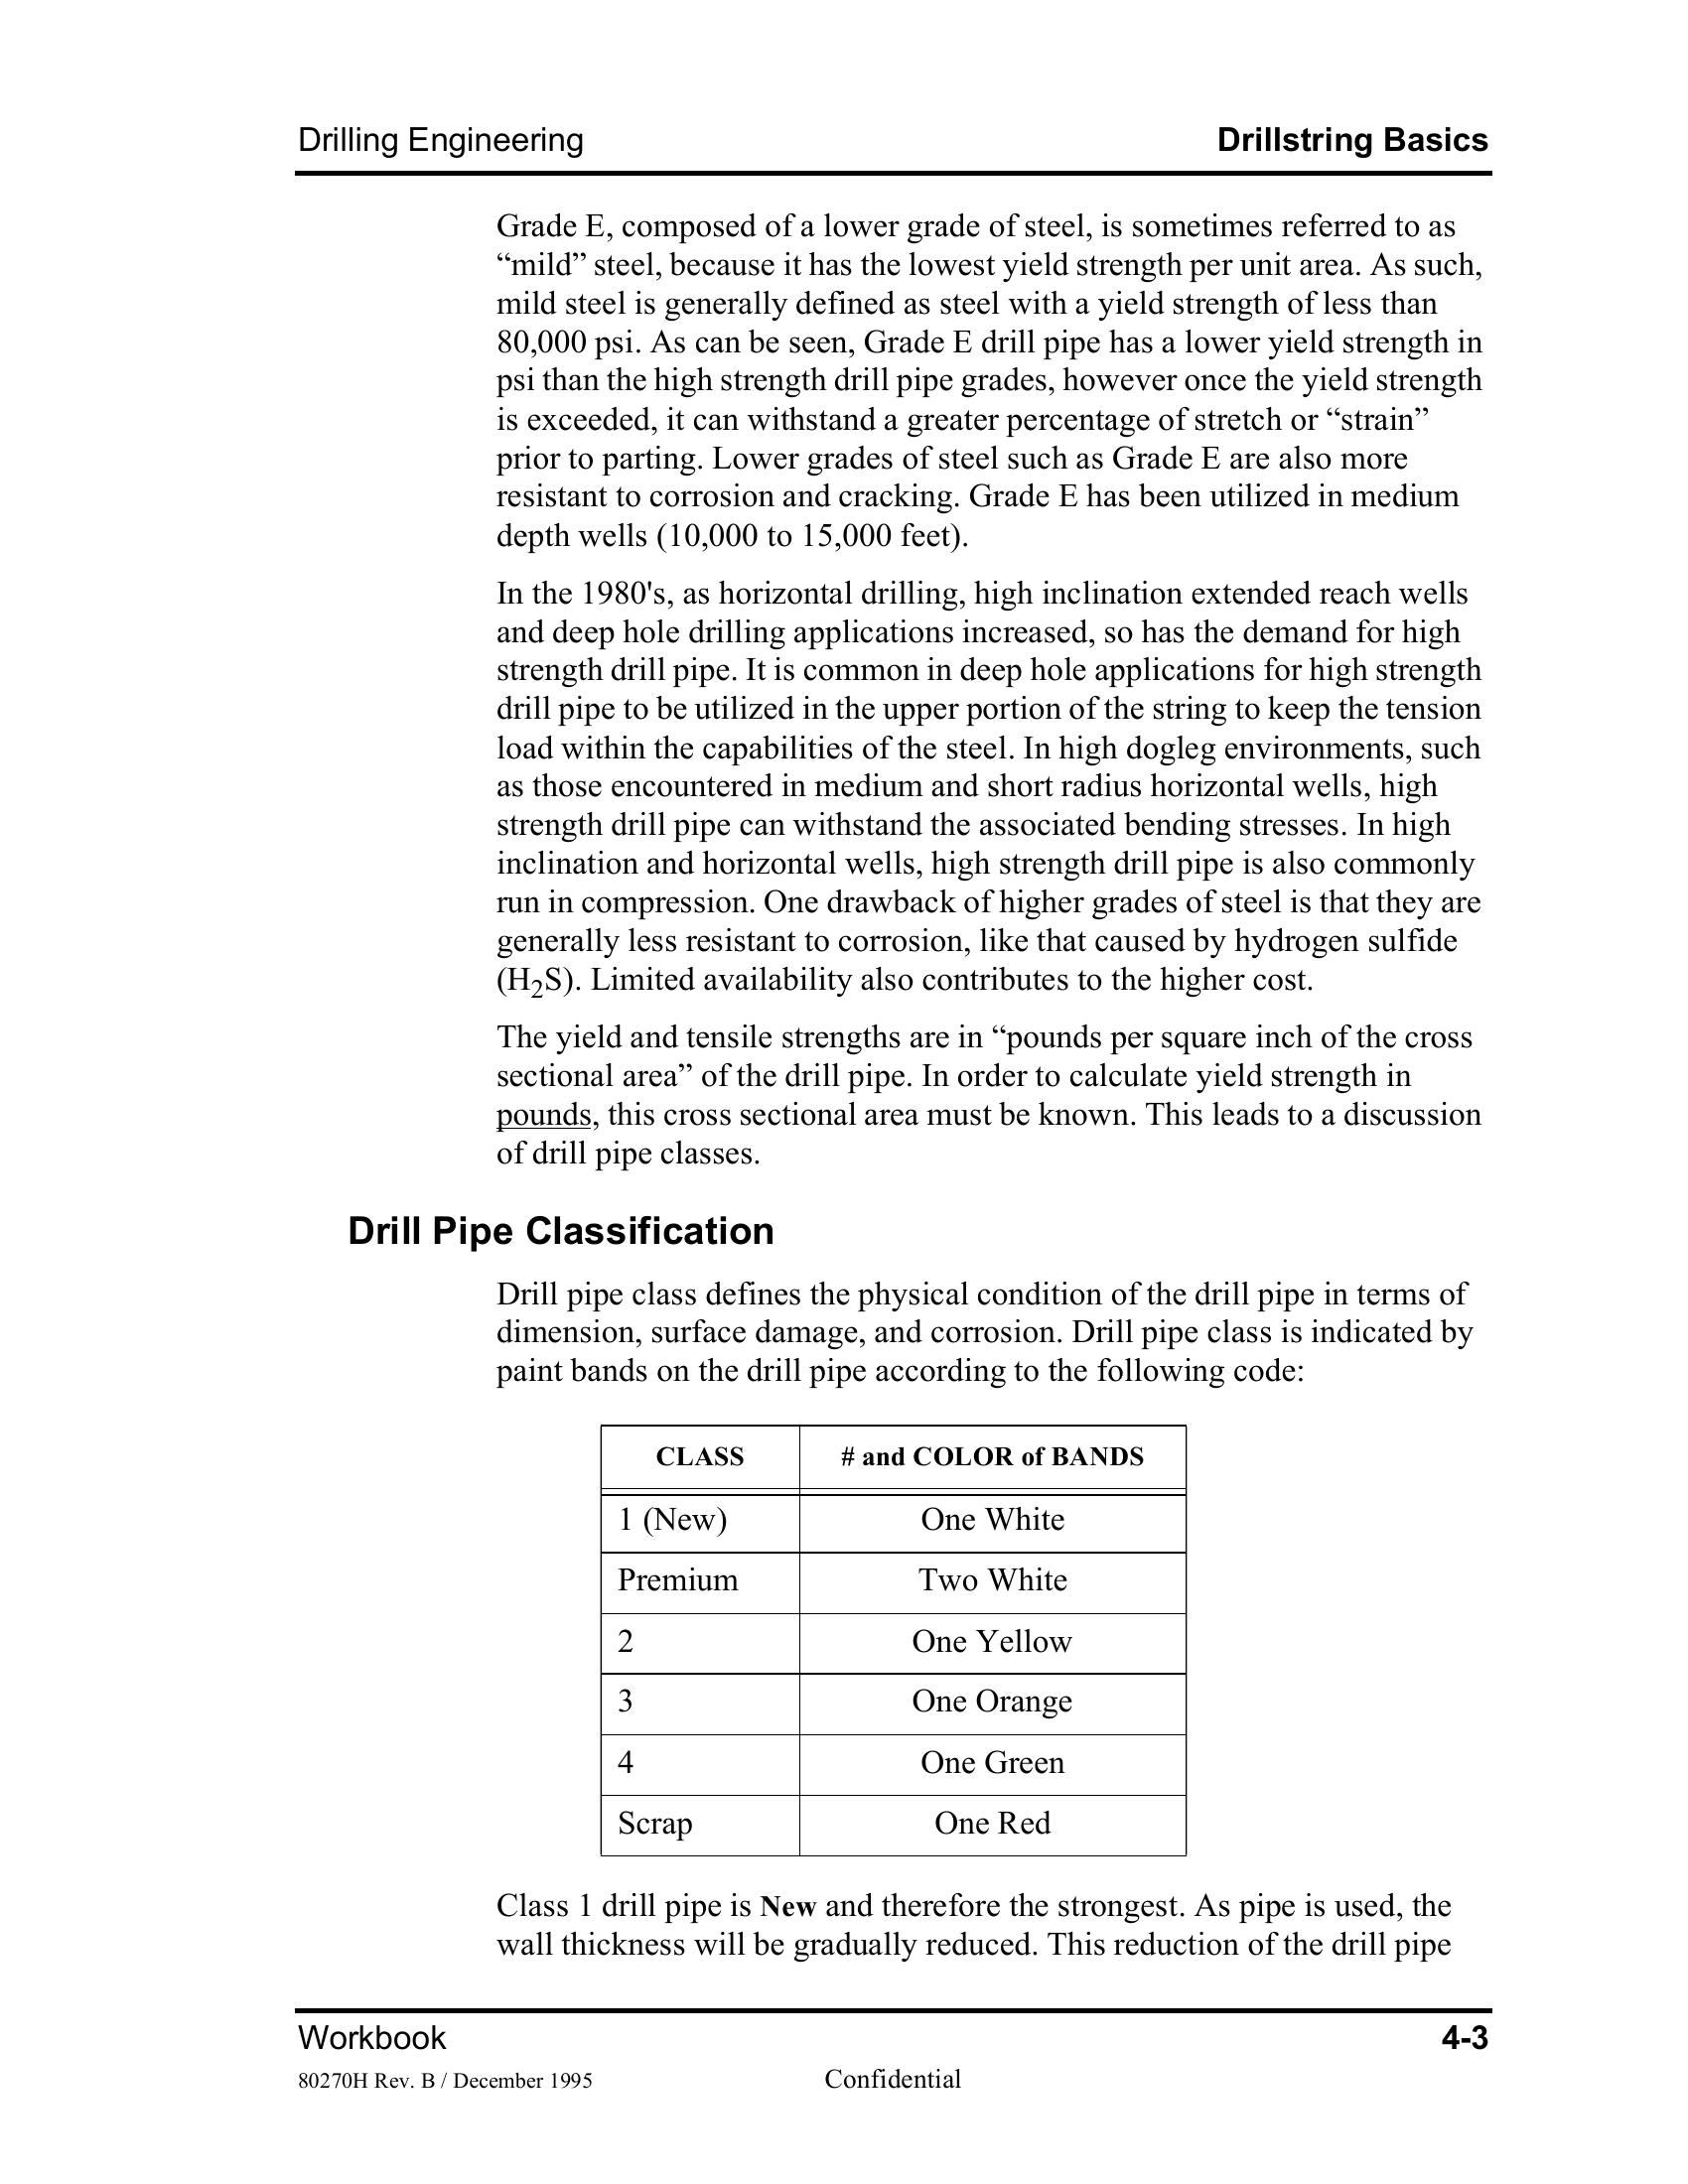 Drilling Engineering Drillstring Basics
Grade E, composed of a lower grade of steel, is sometimes referred to as
“mild” steel, because it has the lowest yield strength per unit area. As such,
mild steel is generally defined as steel with a yield strength of less than
80,000 psi. As can be seen, Grade E drill pipe has a lower yield strength in
psi than the high strength drill pipe grades, however once the yield strength
is exceeded, it can withstand a greater percentage of stretch or “strain”
prior to parting. Lower grades of steel such as Grade E are also more
resistant to corrosion and cracking. Grade E has been utilized in medium
depth wells (10,000 to 15,000 feet).
In the 1980's, as horizontal drilling, high inclination extended reach wells
and deep hole drilling applications increased, so has the demand for high
strength drill pipe. It is common in deep hole applications for high strength
drill pipe to be utilized in the upper portion of the string to keep the tension
load within the capabilities of the steel. In high dogleg environments, such
as those encountered in medium and short radius horizontal wells, high
strength drill pipe can withstand the associated bending stresses. In high
inclination and horizontal wells, high strength drill pipe is also commonly
run in compression. One drawback of higher grades of steel is that they are
generally less resistant to corrosion, like that caused by hydrogen sulfide
(H2S). Limited availability also contributes to the higher cost.
The yield and tensile strengths are in “pounds per square inch of the cross
sectional area” of the drill pipe. In order to calculate yield strength in
pounds, this cross sectional area must be known. This leads to a discussion
of drill pipe classes.
Drill Pipe Classification
Drill pipe class defines the physical condition of the drill pipe in terms of
dimension, surface damage, and corrosion. Drill pipe class is indicated by
paint bands on the drill pipe according to the following code:
CLASS # and COLOR of BANDS
1 (New) One White
Premium Two White
2 One Yellow
3 One Orange
4 One Green
Scrap One Red
Class 1 drill pipe is New and therefore the strongest. As pipe is used, the
wall thickness will be gradually reduced. This reduction of the drill pipe
Workbook 4-3
80270H Rev. B / December 1995 Confidential